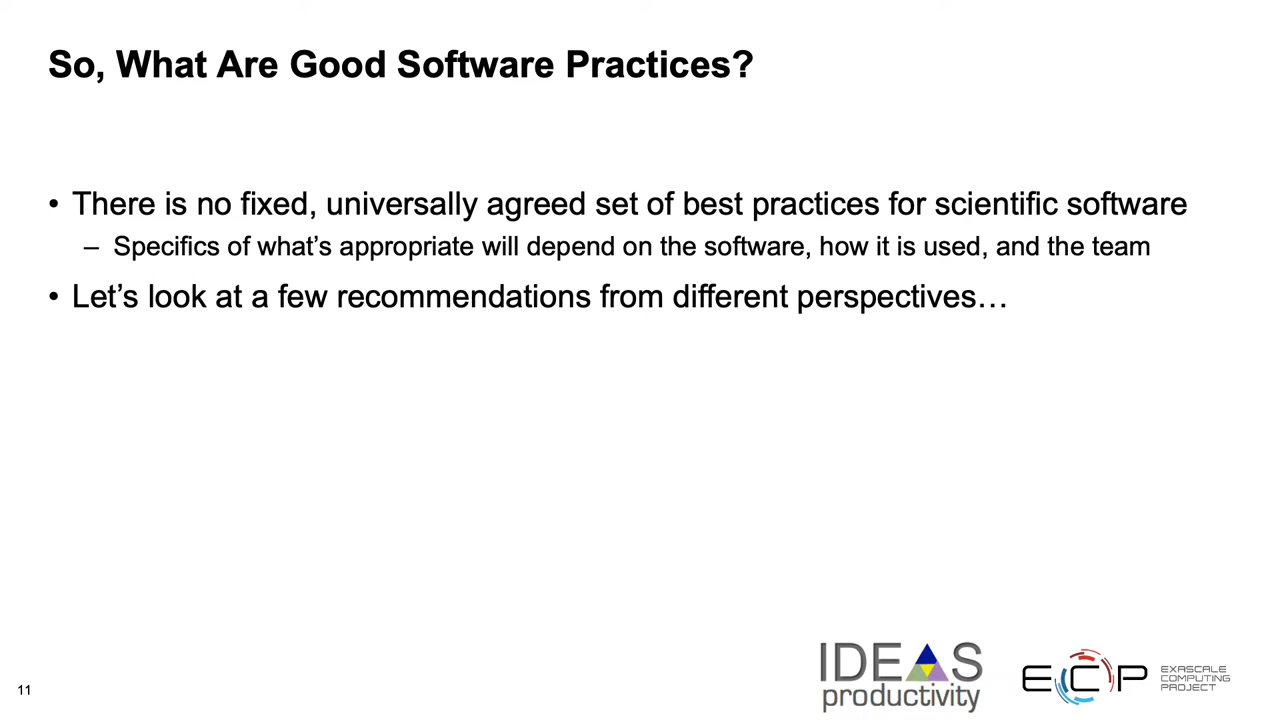 So, What Are Good Software Practices?
• There is no fixed, universally agreed set of best practices for scientific software
– Specifics of what’s appropriate will depend on the software, how it is used, and the team
• Let’s look at a few recommendations from different perspectives…
11
IDEAS
productivity
ECP
EXASCALE
COMPUTING
PROJECT